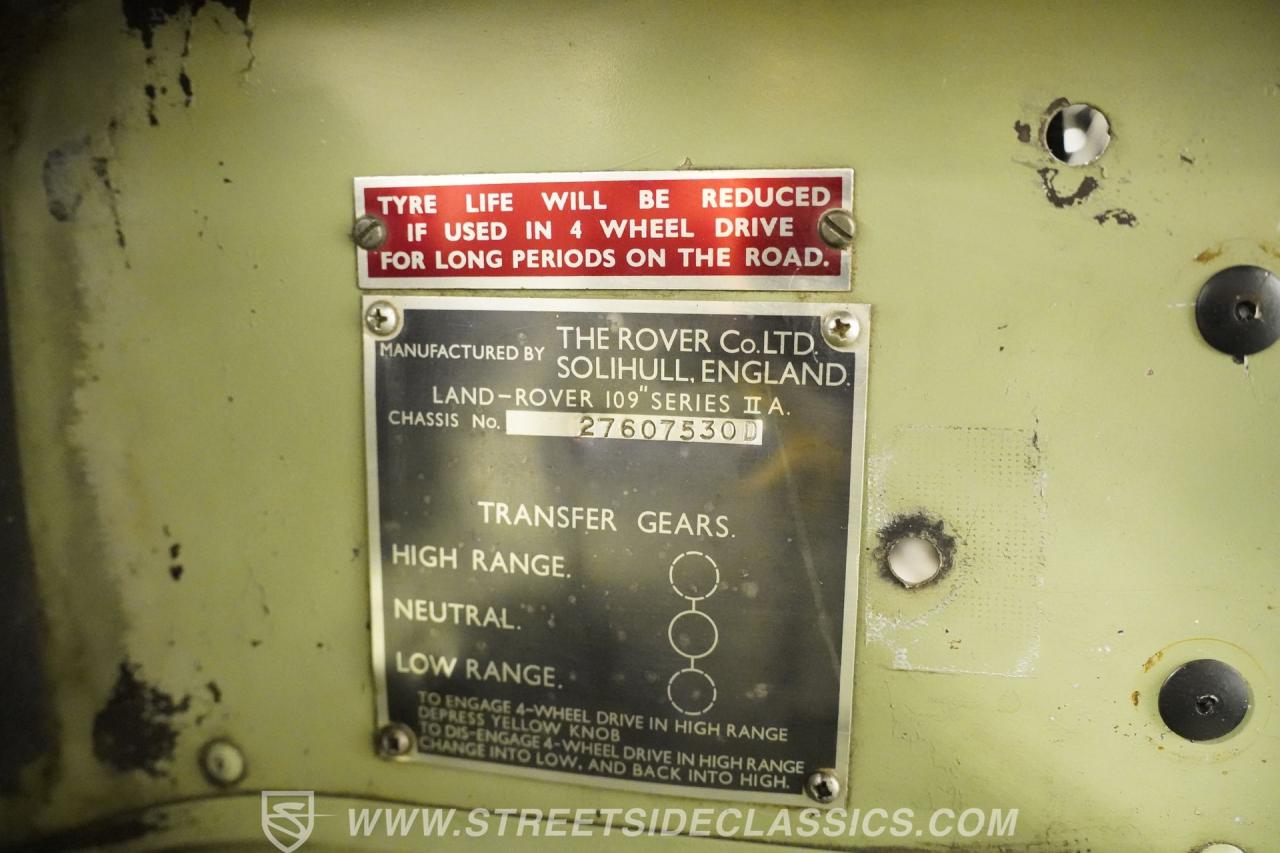 TYRE LIFE WILL BE REDUCED
IF USED IN 4 WHEEL DRIVE
FOR LONG PERIODS ON THE ROAD.
MANUFACTURED BY THE ROVER Co. LTD.
SOLIHULL, ENGLAND.
LAND-ROVER 109" SERIES II A.
CHASSIS No. 27607530D
TRANSFER GEARS.
HIGH RANGE.
NEUTRAL.
LOW RANGE.
TO ENGAGE 4-WHEEL DRIVE IN HIGH RANGE
DEPRESS YELLOW KNOB
TO DIS-ENGAGE 4-WHEEL DRIVE IN HIGH RANGE
CHANGE INTO LOW, AND BACK INTO HIGH.
WWW.STREETSIDECLASSICS.COM